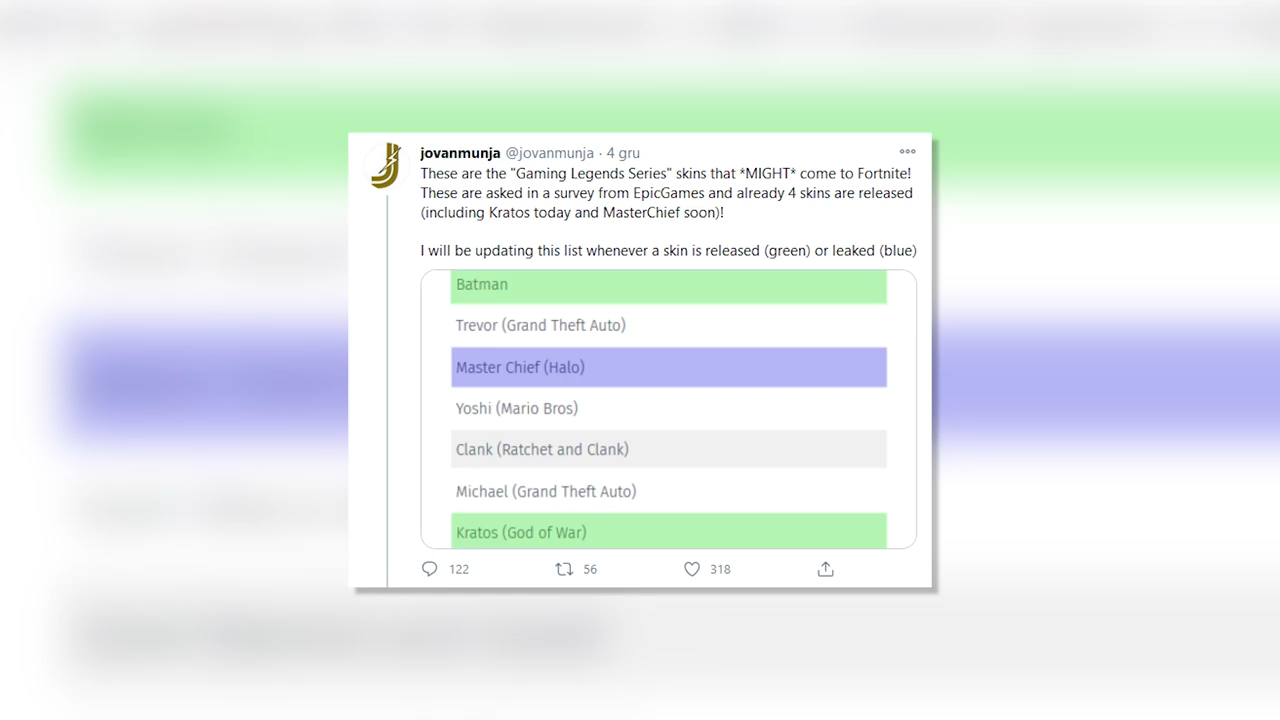 jovanmunja @jovanmunja · 4 gru
These are the "Gaming Legends Series" skins that *MIGHT* come to Fortnite!
These are asked in a survey from EpicGames and already 4 skins are released
(including Kratos today and MasterChief soon)!
I will be updating this list whenever a skin is released (green) or leaked (blue)
Batman
Trevor (Grand Theft Auto)
Master Chief (Halo)
Yoshi (Mario Bros)
Clank (Ratchet and Clank)
Michael (Grand Theft Auto)
Kratos (God of War)
122 56 318